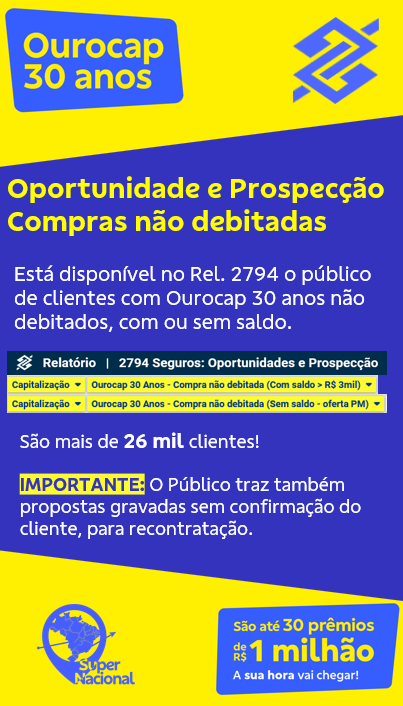 Ourocap
30 anos
Oportunidade e Prospecção
Compras não debitadas
Está disponível no Rel. 2794 o público
de clientes com Ourocap 30 anos não
debitados, com ou sem saldo.
Relatório | 2794 Seguros: Oportunidades e Prospecção
Capitalização Ourocap 30 Anos - Compra não debitada (Com saldo > R$ 3mil)
Capitalização Ourocap 30 Anos - Compra não debitada (Sem saldo - oferta PM)
São mais de 26 mil clientes!
IMPORTANTE: O Público traz também
propostas gravadas sem confirmação do
cliente, para recontratação.
Super
Nacional
São até 30 prêmios
de R$ 1 milhão
A sua hora vai chegar!